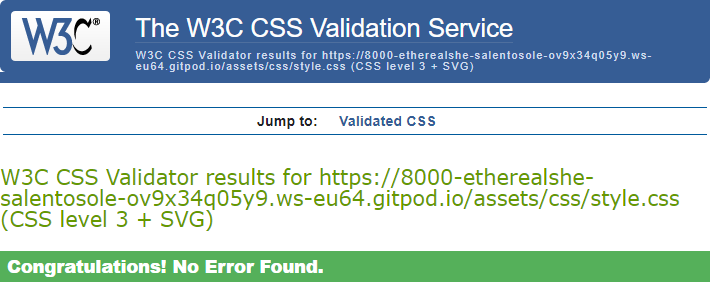 W3C®
The W3C CSS Validation Service
W3C CSS Validator results for https://8000-etherealshe-salentosole-ov9x34q05y9.ws-
eu64.gitpod.io/assets/css/style.css (CSS level 3 + SVG)
Jump to: Validated CSS
W3C CSS Validator results for https://8000-etherealshe-
salentosole-ov9x34q05y9.ws-eu64.gitpod.io/assets/css/style.css
(CSS level 3 + SVG)
Congratulations! No Error Found.